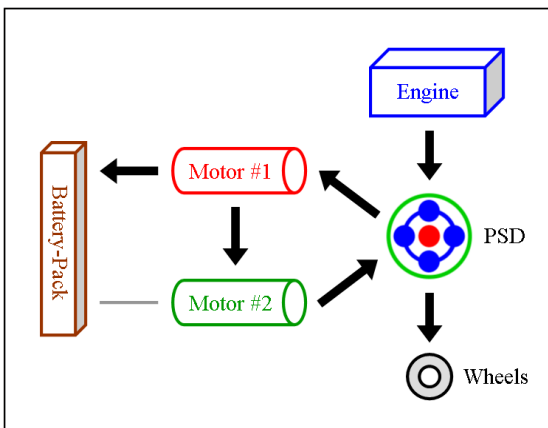 Engine
Motor #1
Battery-Pack
PSD
Motor #2
Wheels